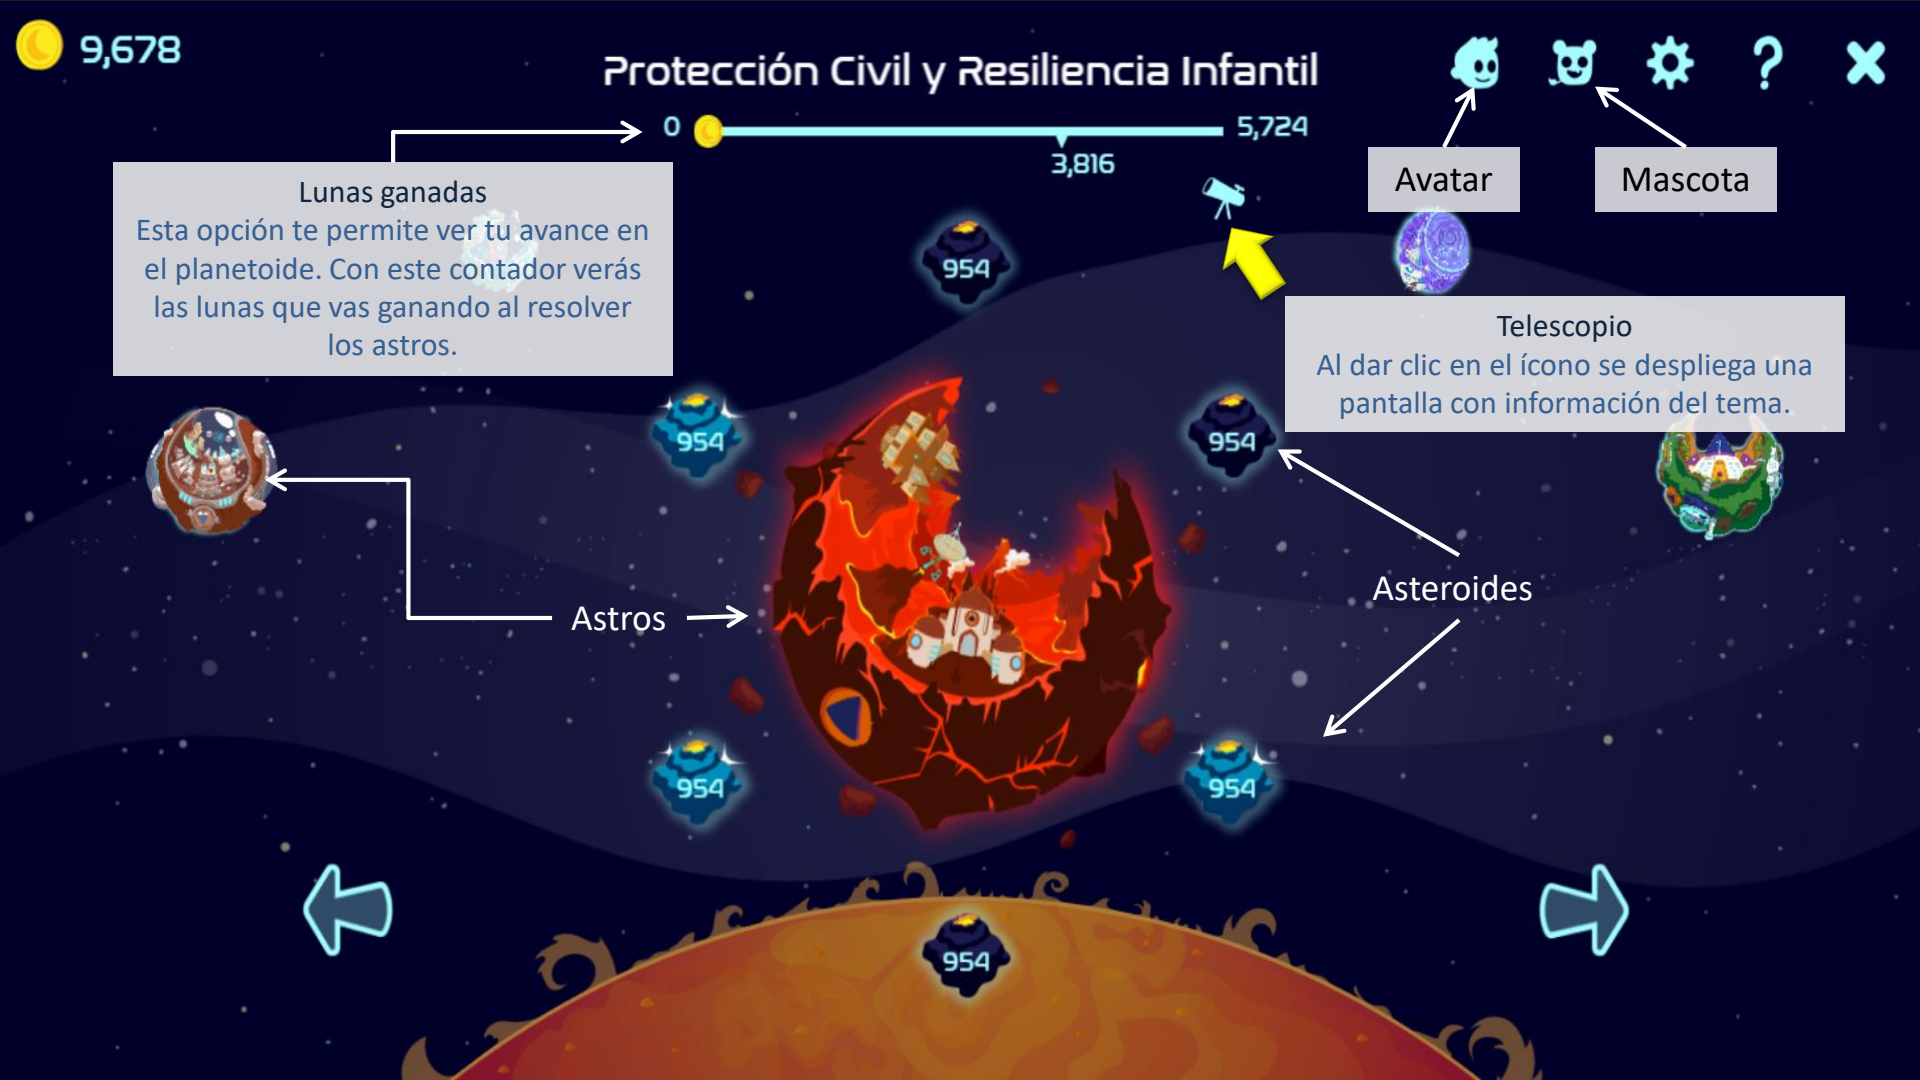 9,678
Protección Civil y Resiliencia Infantil
0
5,724
3,816
Avatar
Mascota
Lunas ganadas
Esta opción te permite ver tu avance en
el planetoide. Con este contador verás
las lunas que vas ganando al resolver
los astros.
954
Telescopio
Al dar clic en el ícono se despliega una
pantalla con información del tema.
954
954
Asteroides
Astros
954
954
954